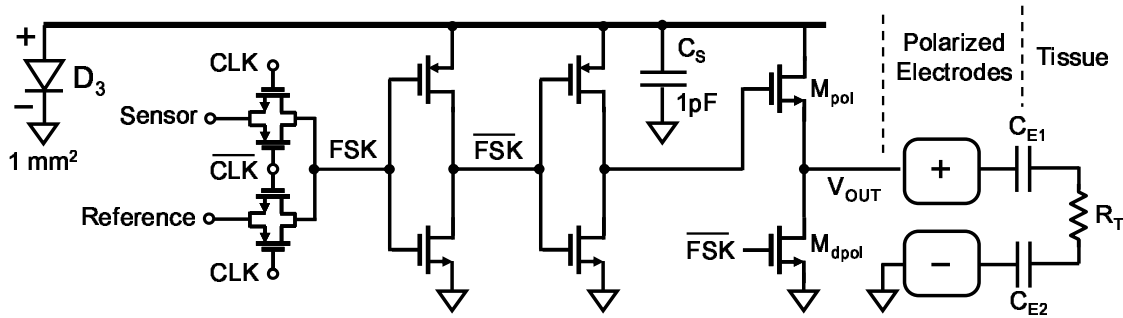 +
D3
−
1 mm²
CLK
Sensor
CLK
Reference
CLK
FSK
FSK
CS
1pF
Mpol
FSK
Mdpol
VOUT
Polarized
Electrodes
Tissue
+
−
CE1
RT
CE2